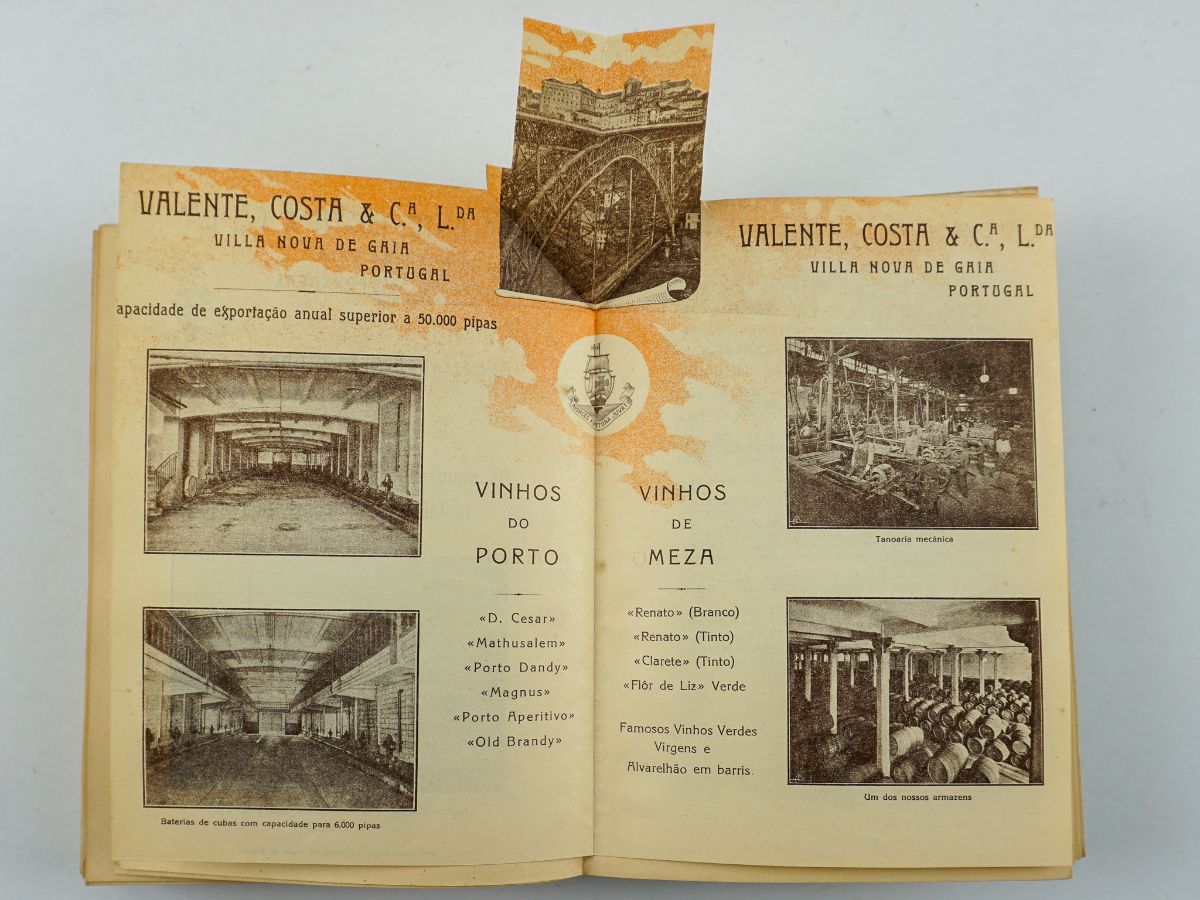 VALENTE, COSTA & C.ª, L.DA
VILLA NOVA DE GAIA
PORTUGAL
apacidade de exportação anual superior a 50.000 pipas
VINHOS
DO
PORTO
«D. Cesar»
«Mathusalem»
«Porto Dandy»
«Magnus»
«Porto Aperitivo»
«Old Brandy»
Baterias de cubas com capacidade para 6.000 pipas
VALENTE, COSTA & C.ª, L.DA
VILLA NOVA DE GAIA
PORTUGAL
VINHOS
DE
MEZA
«Renato» (Branco)
«Renato» (Tinto)
«Clarete» (Tinto)
«Flôr de Liz» Verde
Famosos Vinhos Verdes
Virgens e
Alvarelhão em barris.
Tanoaria mecânica
Um dos nossos armazens